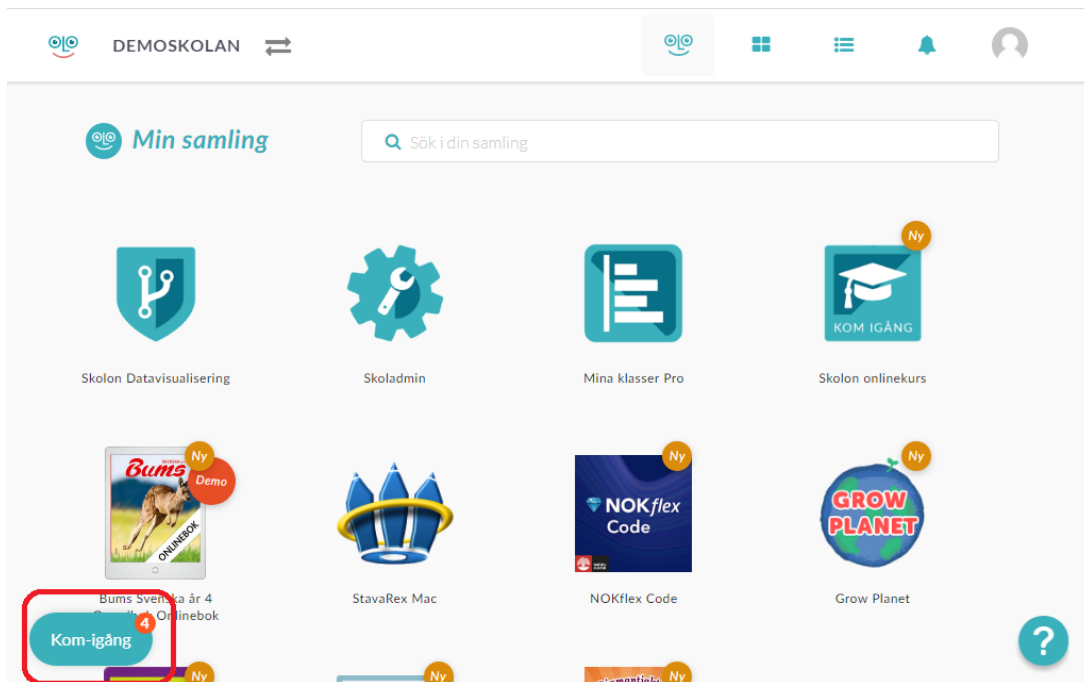 DEMOSKOLAN
Min samling
Sök i din samling
Ny
KOM IGÅNG
Skolon Datavisualisering
Skoladmin
Mina klasser Pro
Skolon onlinekurs
Bums
Ny
Demo
ONLINEBOK
NOKflex
Code
Ny
GROW
PLANET
Ny
Bums Svenska år 4
Onlinebok
StavaRex Mac
NOKflex Code
Grow Planet
Kom-igång
4
?
Ny
Ny
Ny